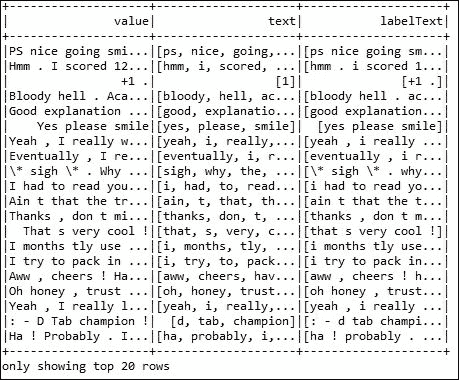 +--------------------+--------------------+--------------------+
|               value|                text|           labelText|
+--------------------+--------------------+--------------------+
|PS nice going smi...|[ps, nice, going,...|[ps nice going sm...|
|Hmm . I scored 12...|[hmm, i, scored, ...|[hmm . i scored 1...|
|                +1 .|                 [1]|              [+1 .]|
|Bloody hell . Aca...|[bloody, hell, ac...|[bloody hell . ac...|
|Good explanation ...|[good, explanatio...|[good explanation...|
|    Yes please smile|[yes, please, smile]|  [yes please smile]|
|Yeah , I really w...|[yeah, i, really,...|[yeah , i really ...|
|Eventually , I re...|[eventually, i, r...|[eventually , i r...|
|\* sigh \* . Why ...|[sigh, why, the, ...|[\* sigh \* . why...|
|I had to read you...|[i, had, to, read...|[i had to read yo...|
|Ain t that the tr...|[ain, t, that, th...|[ain t that the t...|
|Thanks , don t mi...|[thanks, don, t, ...|[thanks , don t m...|
|  That s very cool !|[that, s, very, c...|[that s very cool !]|
|I months tly use ...|[i, months, tly, ...|[i months tly use...|
|I try to pack in ...|[i, try, to, pack...|[i try to pack in...|
|Aww , cheers ! Ha...|[aww, cheers, hav...|[aww , cheers ! h...|
|Oh honey , trust ...|[oh, honey, trust...|[oh honey , trust...|
|Yeah , I really l...|[yeah, i, really,...|[yeah , i really ...|
|: - D Tab champion !|  [d, tab, champion]|[: - d tab champi...|
|Ha ! Probably . I...|[ha, probably, i,...|[ha ! probably . ...|
+--------------------+--------------------+--------------------+
only showing top 20 rows